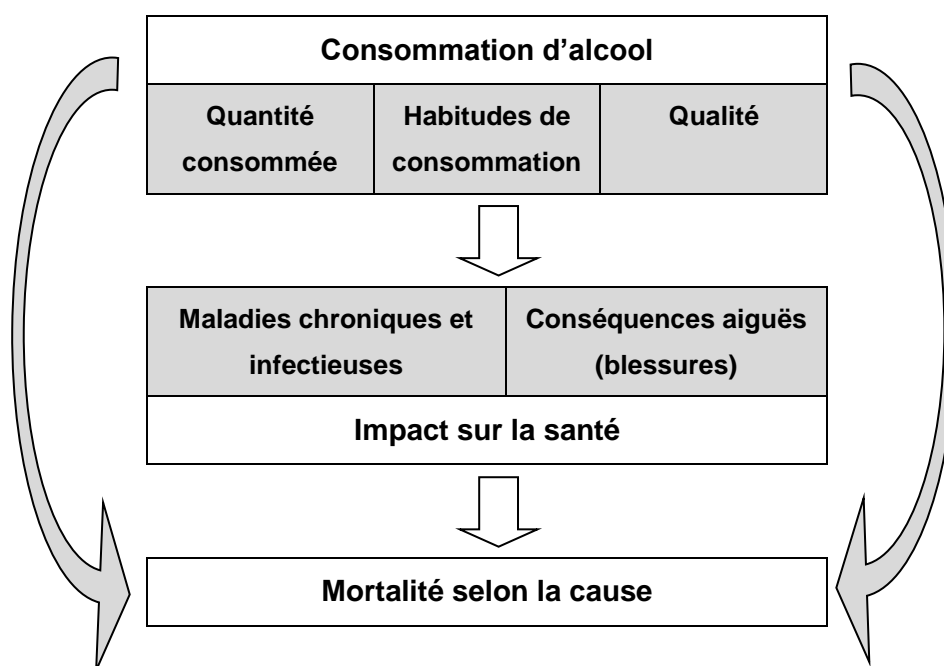 Consommation d'alcool
Quantité
consommée
Habitudes de
consommation
Qualité
Maladies chroniques et
infectieuses
Conséquences aiguës
(blessures)
Impact sur la santé
Mortalité selon la cause